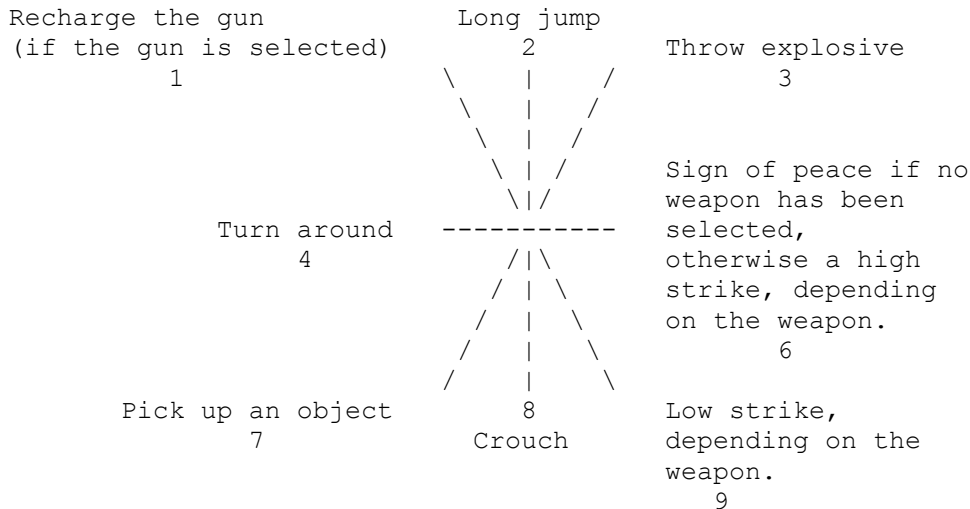 Recharge the gun
(if the gun is selected)
1
Long jump
2
Throw explosive
3
Turn around
4
Sign of peace if no
weapon has been
selected,
otherwise a high
strike, depending
on the weapon.
6
Pick up an object
7
8
Crouch
Low strike,
depending on the
weapon.
9